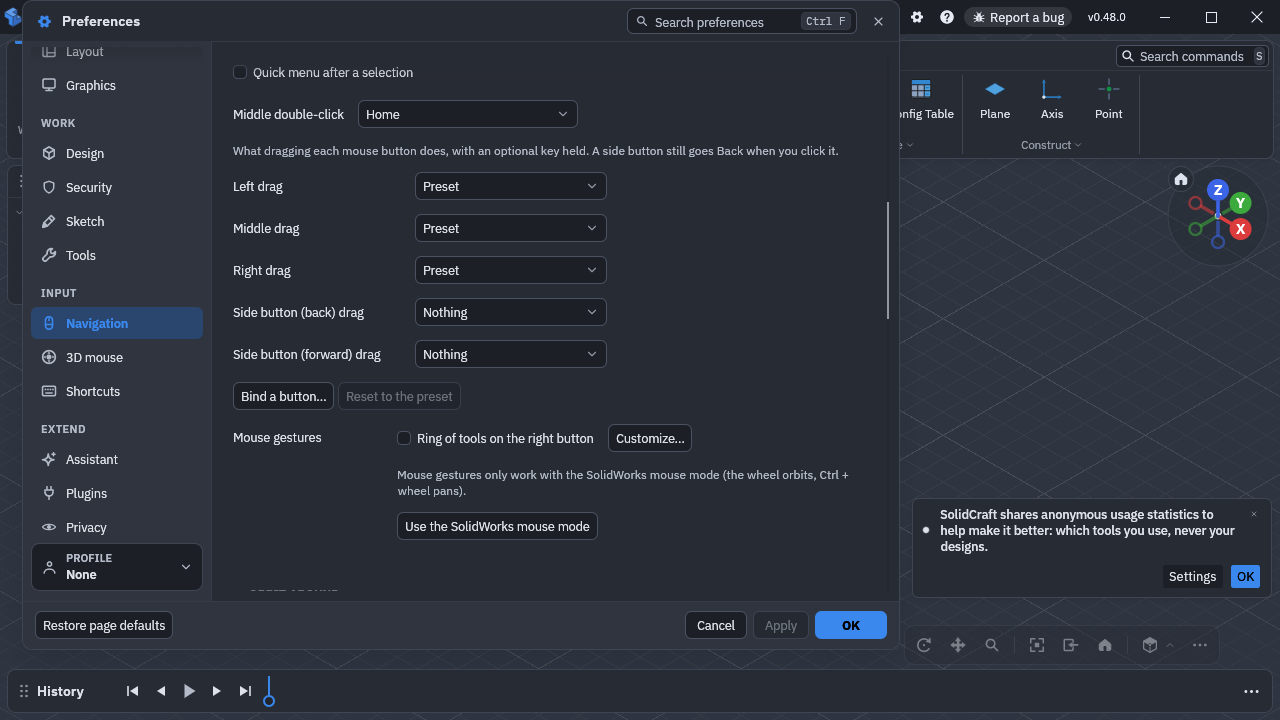 Preferences
Search preferences
Ctrl F
Report a bug
v0.48.0
Layout
Graphics
WORK
Design
Security
Sketch
Tools
INPUT
Navigation
3D mouse
Shortcuts
EXTEND
Assistant
Plugins
Privacy
PROFILE
None
Quick menu after a selection
Middle double-click
Home
What dragging each mouse button does, with an optional key held. A side button still goes Back when you click it.
Left drag
Preset
Middle drag
Preset
Right drag
Preset
Side button (back) drag
Nothing
Side button (forward) drag
Nothing
Bind a button...
Reset to the preset
Mouse gestures
Ring of tools on the right button
Customize...
Mouse gestures only work with the SolidWorks mouse mode (the wheel orbits, Ctrl +
wheel pans).
Use the SolidWorks mouse mode
Restore page defaults
Cancel
Apply
OK
Search commands
S
Table
Plane
Axis
Point
Construct
Z
Y
X
SolidCraft shares anonymous usage statistics to
help make it better: which tools you use, never your
designs.
Settings
OK
History